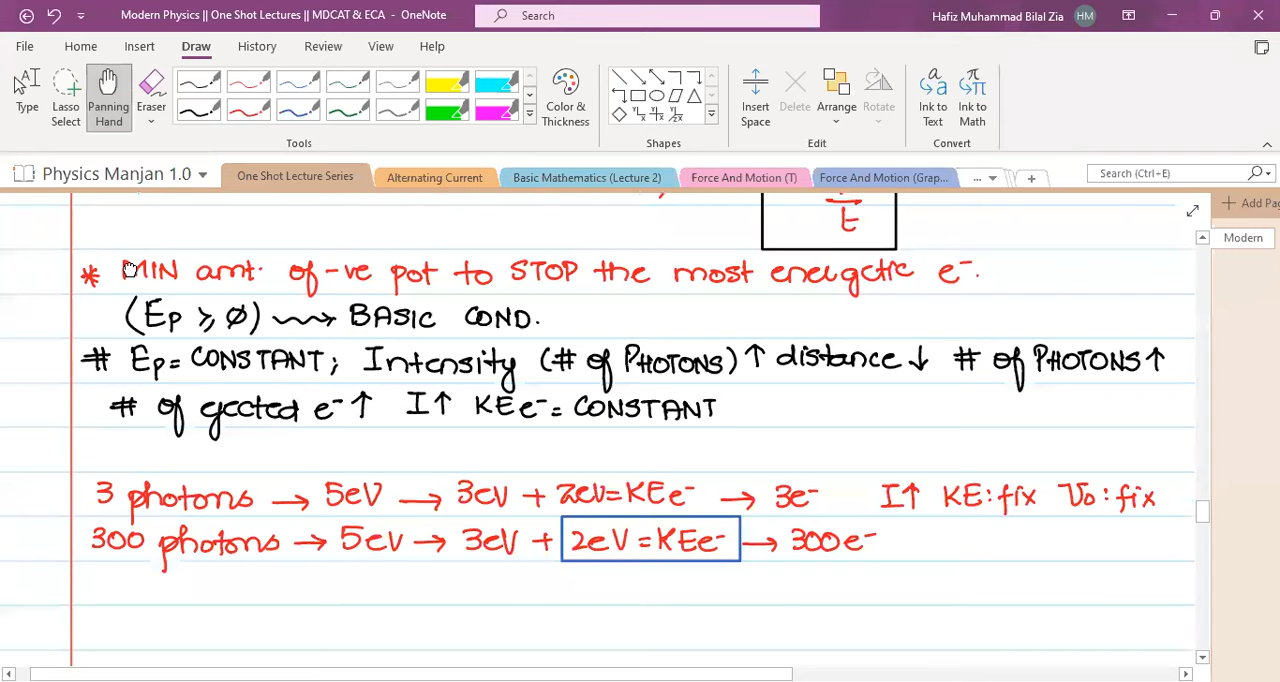 Modern Physics || One Shot Lectures || MDCAT & ECA - OneNote
Search
Hafiz Muhammad Bilal Zia HM
File Home Insert Draw History Review View Help
Type Lasso Select Panning Hand Eraser Color & Thickness Insert Space Delete Arrange Rotate Ink to Text Ink to Math
Tools Shapes Edit Convert
Physics Manjan 1.0 One Shot Lecture Series Alternating Current Basic Mathematics (Lecture 2) Force And Motion (T) Force And Motion (Grap... ... Search (Ctrl+E)
Add Pag
Modern
t
* MIN amt. of -ve pot to STOP the most energetic e⁻.
(Ep ⩾ ϕ) ⟿ BASIC COND.
# Ep = CONSTANT; Intensity (# of PHOTONS) ↑ distance ↓ # of PHOTONS ↑
# of ejected e⁻ ↑ I↑ KE e⁻ = CONSTANT
3 photons → 5eV → 3eV + 2eV = KEe⁻ → 3e⁻ I↑ KE: fix V₀: fix
300 photons → 5eV → 3eV + 2eV = KEe⁻ → 300e⁻